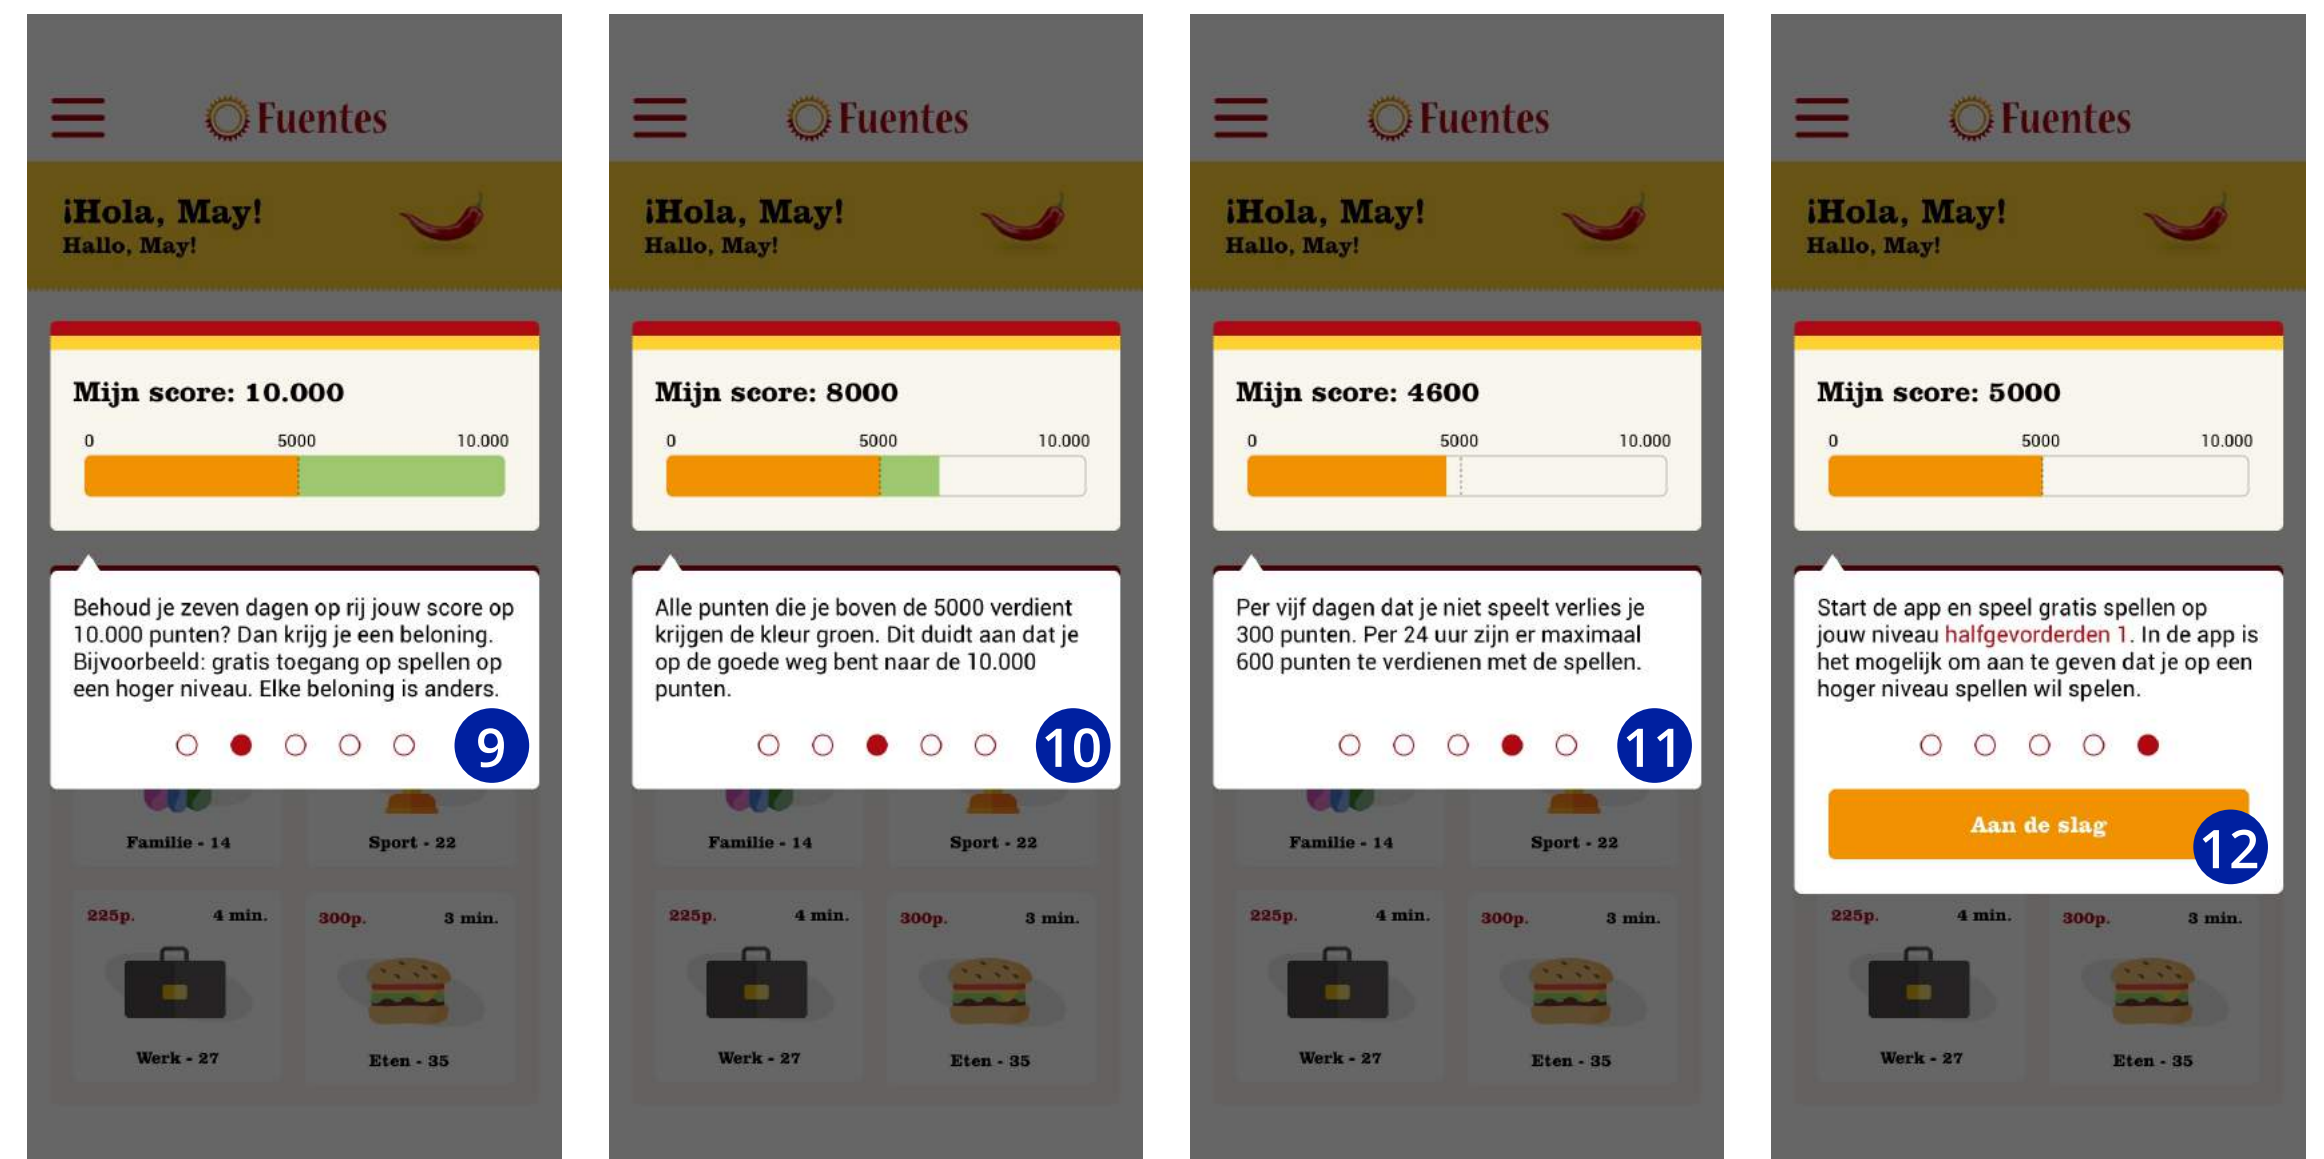 Fuentes
¡Hola, May!
Hallo, May!
Mijn score: 10.000
0 5000 10.000
Behoud je zeven dagen op rij jouw score op
10.000 punten? Dan krijg je een beloning.
Bijvoorbeeld: gratis toegang op spellen op
een hoger niveau. Elke beloning is anders.
9
Familie - 14 Sport - 22
225p. 4 min. 300p. 3 min.
Werk - 27 Eten - 35
Fuentes
¡Hola, May!
Hallo, May!
Mijn score: 8000
0 5000 10.000
Alle punten die je boven de 5000 verdient
krijgen de kleur groen. Dit duidt aan dat je
op de goede weg bent naar de 10.000
punten.
10
Familie - 14 Sport - 22
225p. 4 min. 300p. 3 min.
Werk - 27 Eten - 35
Fuentes
¡Hola, May!
Hallo, May!
Mijn score: 4600
0 5000 10.000
Per vijf dagen dat je niet speelt verlies je
300 punten. Per 24 uur zijn er maximaal
600 punten te verdienen met de spellen.
11
Familie - 14 Sport - 22
225p. 4 min. 300p. 3 min.
Werk - 27 Eten - 35
Fuentes
¡Hola, May!
Hallo, May!
Mijn score: 5000
0 5000 10.000
Start de app en speel gratis spellen op
jouw niveau halfgevorderden 1. In de app is
het mogelijk om aan te geven dat je op een
hoger niveau spellen wil spelen.
Aan de slag
12
225p. 4 min. 300p. 3 min.
Werk - 27 Eten - 35